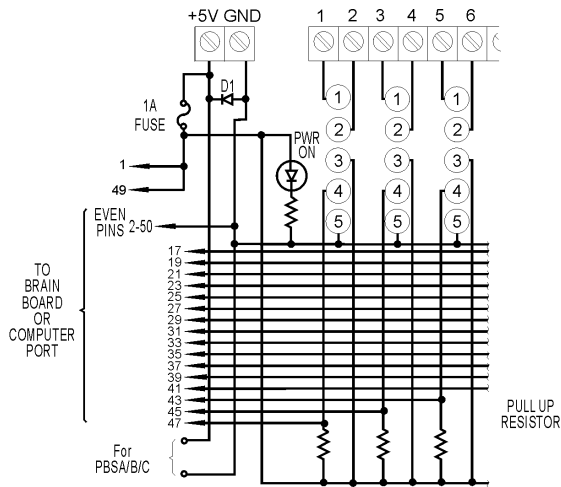 +5V GND
1 2 3 4 5 6
D1
1A
FUSE
PWR
ON
1 1 1
2 2 2
3 3 3
4 4 4
5 5 5
1
49
EVEN
PINS 2-50
17
19
21
23
25
27
29
31
33
35
37
39
41
43
45
47
TO
BRAIN
BOARD
OR
COMPUTER
PORT
PULL UP
RESISTOR
For
PBSA/B/C